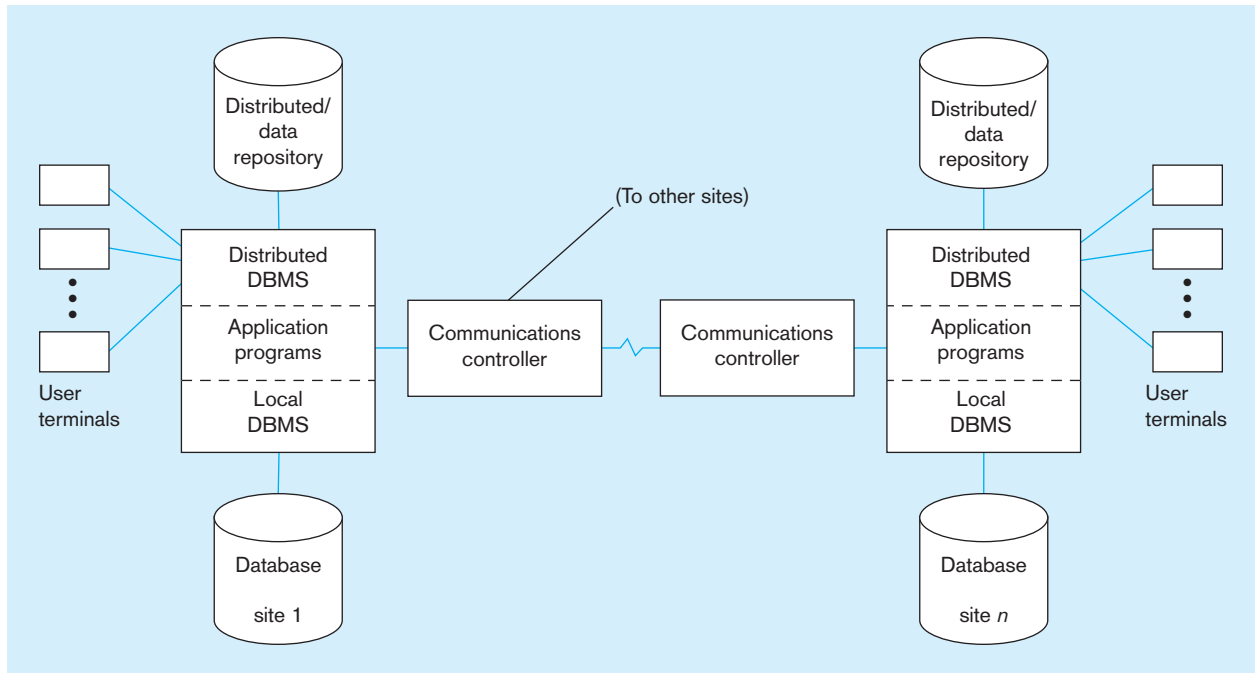 Distributed/
data
repository
Distributed
DBMS
Application
programs
Local
DBMS
User
terminals
Database
site 1
Communications
controller
(To other sites)
Communications
controller
Distributed/
data
repository
Distributed
DBMS
Application
programs
Local
DBMS
User
terminals
Database
site n